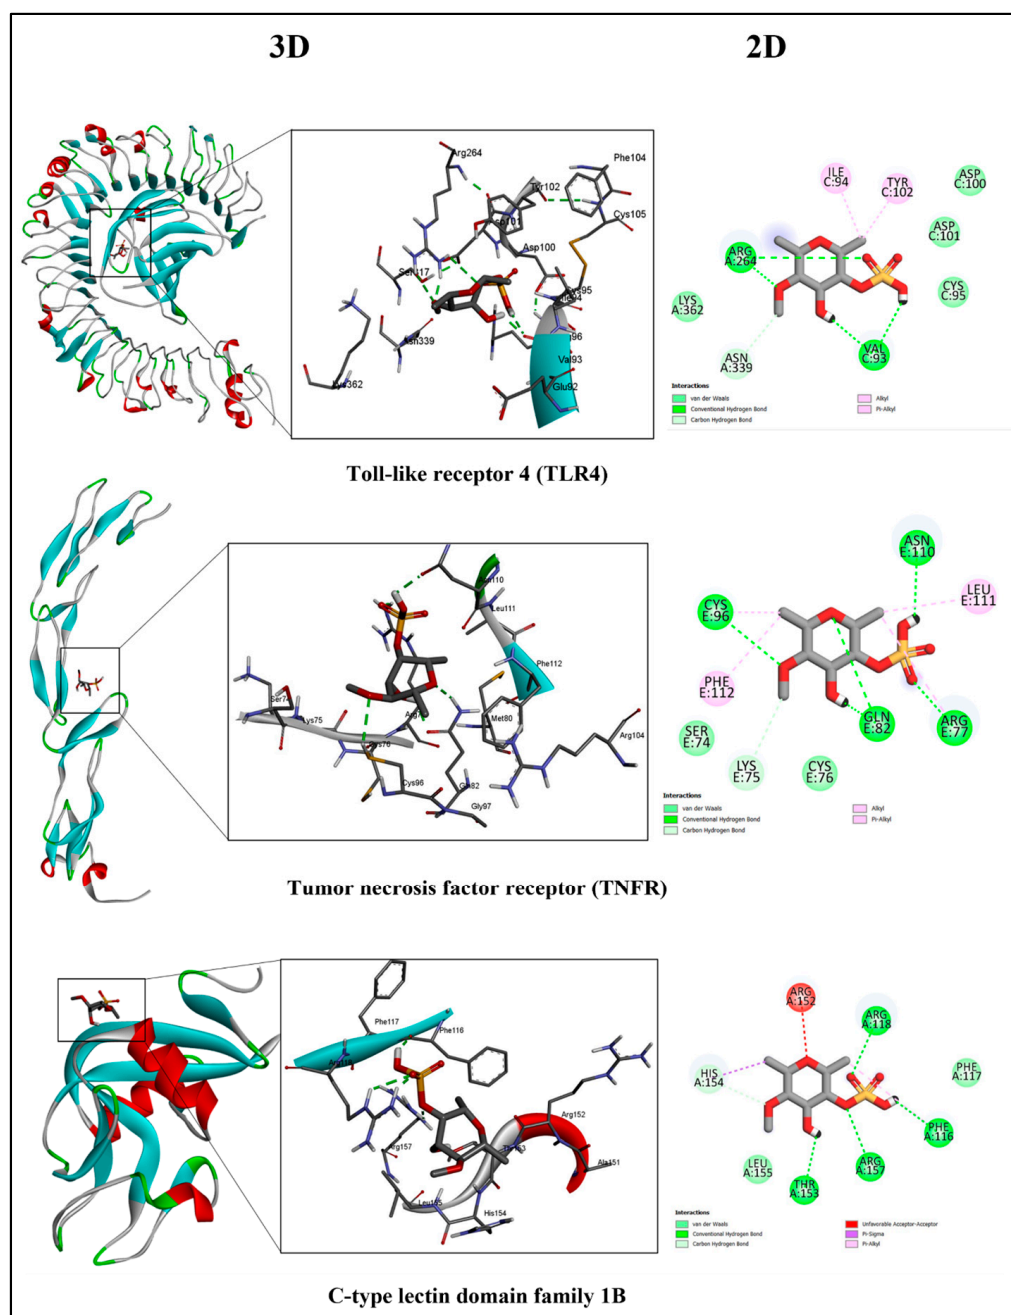 3D
2D
Arg264
Phe104
Tyr102
Cys105
Asp100
Ser117
Cys95
Asn339
Val93
Lys362
Glu92
ILE
C:94
TYR
C:102
ASP
C:100
ASP
C:101
ARG
A:264
CYS
C:95
LYS
A:362
ASN
A:339
VAL
C:93
Interactions
van der Waals
Conventional Hydrogen Bond
Carbon Hydrogen Bond
Alkyl
Pi-Alkyl
Toll-like receptor 4 (TLR4)
Leu111
Phe112
Ser74
Lys75
Met80
Arg104
Cys76
Cys96
Gln82
Gly97
ASN
E:110
LEU
E:111
CYS
E:96
PHE
E:112
GLN
E:82
ARG
E:77
SER
E:74
LYS
E:75
CYS
E:76
Interactions
van der Waals
Conventional Hydrogen Bond
Carbon Hydrogen Bond
Alkyl
Pi-Alkyl
Tumor necrosis factor receptor (TNFR)
Phe117
Phe116
Arg118
Arg152
Arg157
Thr153
Ala151
Leu155
His154
ARG
A:152
ARG
A:118
HIS
A:154
PHE
A:117
PHE
A:116
LEU
A:155
ARG
A:157
THR
A:153
Interactions
van der Waals
Conventional Hydrogen Bond
Carbon Hydrogen Bond
Unfavorable Acceptor-Acceptor
Pi-Sigma
Pi-Alkyl
C-type lectin domain family 1B